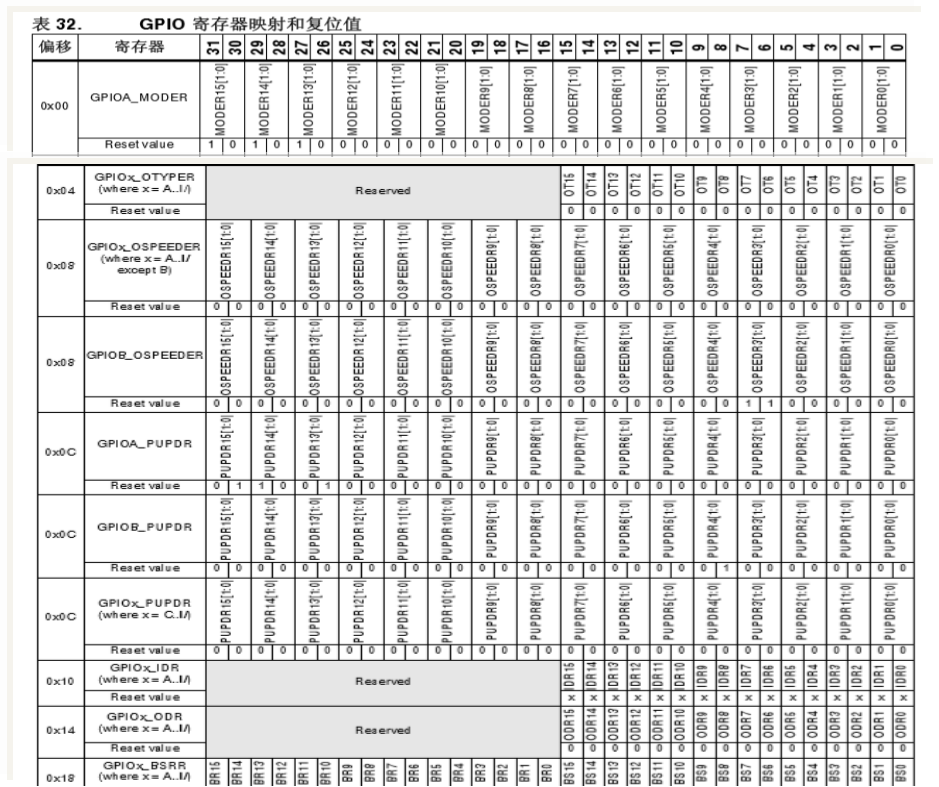 表 32. GPIO 寄存器映射和复位值
偏移 寄存器 31 30 29 28 27 26 25 24 23 22 21 20 19 18 17 16 15 14 13 12 11 10 9 8 7 6 5 4 3 2 1 0
0x00 GPIOA_MODER MODER15[1:0] MODER14[1:0] MODER13[1:0] MODER12[1:0] MODER11[1:0] MODER10[1:0] MODER9[1:0] MODER8[1:0] MODER7[1:0] MODER6[1:0] MODER5[1:0] MODER4[1:0] MODER3[1:0] MODER2[1:0] MODER1[1:0] MODER0[1:0]
Reset value 1 0 1 0 1 0 0 0 0 0 0 0 0 0 0 0 0 0 0 0 0 0 0 0 0 0 0 0 0 0 0 0
0x04 GPIOx_OTYPER (where x = A..I/) Reserved OT15 OT14 OT13 OT12 OT11 OT10 OT9 OT8 OT7 OT6 OT5 OT4 OT3 OT2 OT1 OT0
Reset value 0 0 0 0 0 0 0 0 0 0 0 0 0 0 0 0
0x08 GPIOx_OSPEEDER (where x = A..I/ except B) OSPEEDR15[1:0] OSPEEDR14[1:0] OSPEEDR13[1:0] OSPEEDR12[1:0] OSPEEDR11[1:0] OSPEEDR10[1:0] OSPEEDR9[1:0] OSPEEDR8[1:0] OSPEEDR7[1:0] OSPEEDR6[1:0] OSPEEDR5[1:0] OSPEEDR4[1:0] OSPEEDR3[1:0] OSPEEDR2[1:0] OSPEEDR1[1:0] OSPEEDR0[1:0]
Reset value 0 0 0 0 0 0 0 0 0 0 0 0 0 0 0 0 0 0 0 0 0 0 0 0 0 0 0 0 0 0 0 0
0x08 GPIOB_OSPEEDER OSPEEDR15[1:0] OSPEEDR14[1:0] OSPEEDR13[1:0] OSPEEDR12[1:0] OSPEEDR11[1:0] OSPEEDR10[1:0] OSPEEDR9[1:0] OSPEEDR8[1:0] OSPEEDR7[1:0] OSPEEDR6[1:0] OSPEEDR5[1:0] OSPEEDR4[1:0] OSPEEDR3[1:0] OSPEEDR2[1:0] OSPEEDR1[1:0] OSPEEDR0[1:0]
Reset value 0 0 0 0 0 0 0 0 0 0 0 0 0 0 0 0 0 0 0 0 0 0 0 0 1 1 0 0 0 0 0 0
0x0C GPIOA_PUPDR PUPDR15[1:0] PUPDR14[1:0] PUPDR13[1:0] PUPDR12[1:0] PUPDR11[1:0] PUPDR10[1:0] PUPDR9[1:0] PUPDR8[1:0] PUPDR7[1:0] PUPDR6[1:0] PUPDR5[1:0] PUPDR4[1:0] PUPDR3[1:0] PUPDR2[1:0] PUPDR1[1:0] PUPDR0[1:0]
Reset value 0 1 1 0 0 1 0 0 0 0 0 0 0 0 0 0 0 0 0 0 0 0 0 0 0 0 0 0 0 0 0 0
0x0C GPIOB_PUPDR PUPDR15[1:0] PUPDR14[1:0] PUPDR13[1:0] PUPDR12[1:0] PUPDR11[1:0] PUPDR10[1:0] PUPDR9[1:0] PUPDR8[1:0] PUPDR7[1:0] PUPDR6[1:0] PUPDR5[1:0] PUPDR4[1:0] PUPDR3[1:0] PUPDR2[1:0] PUPDR1[1:0] PUPDR0[1:0]
Reset value 0 0 0 0 0 0 0 0 0 0 0 0 0 0 0 0 0 0 0 0 0 0 0 1 0 0 0 0 0 0 0 0
0x0C GPIOx_PUPDR (where x = C..I/) PUPDR15[1:0] PUPDR14[1:0] PUPDR13[1:0] PUPDR12[1:0] PUPDR11[1:0] PUPDR10[1:0] PUPDR9[1:0] PUPDR8[1:0] PUPDR7[1:0] PUPDR6[1:0] PUPDR5[1:0] PUPDR4[1:0] PUPDR3[1:0] PUPDR2[1:0] PUPDR1[1:0] PUPDR0[1:0]
Reset value 0 0 0 0 0 0 0 0 0 0 0 0 0 0 0 0 0 0 0 0 0 0 0 0 0 0 0 0 0 0 0 0
0x10 GPIOx_IDR (where x = A..I/) Reserved IDR15 IDR14 IDR13 IDR12 IDR11 IDR10 IDR9 IDR8 IDR7 IDR6 IDR5 IDR4 IDR3 IDR2 IDR1 IDR0
Reset value x x x x x x x x x x x x x x x x
0x14 GPIOx_ODR (where x = A..I/) Reserved ODR15 ODR14 ODR13 ODR12 ODR11 ODR10 ODR9 ODR8 ODR7 ODR6 ODR5 ODR4 ODR3 ODR2 ODR1 ODR0
Reset value 0 0 0 0 0 0 0 0 0 0 0 0 0 0 0 0
0x18 GPIOx_BSRR (where x = A..I/) BR15 BR14 BR13 BR12 BR11 BR10 BR9 BR8 BR7 BR6 BR5 BR4 BR3 BR2 BR1 BR0 BS15 BS14 BS13 BS12 BS11 BS10 BS9 BS8 BS7 BS6 BS5 BS4 BS3 BS2 BS1 BS0